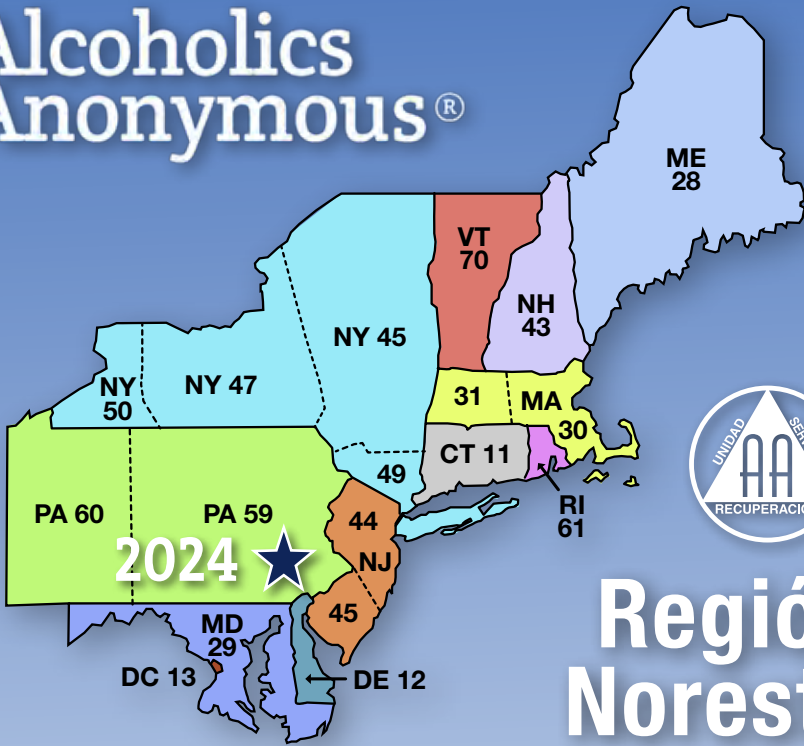 Alcoholics
Anonymous®
ME
28
VT
70
NH
43
NY 45
NY 47
NY
50
31
MA
30
CT 11
49
RI
61
UNIDAD
AA
PA 60
PA 59
44
NJ
2024
45
MD
29
DC 13
DE 12
Regió
Norest